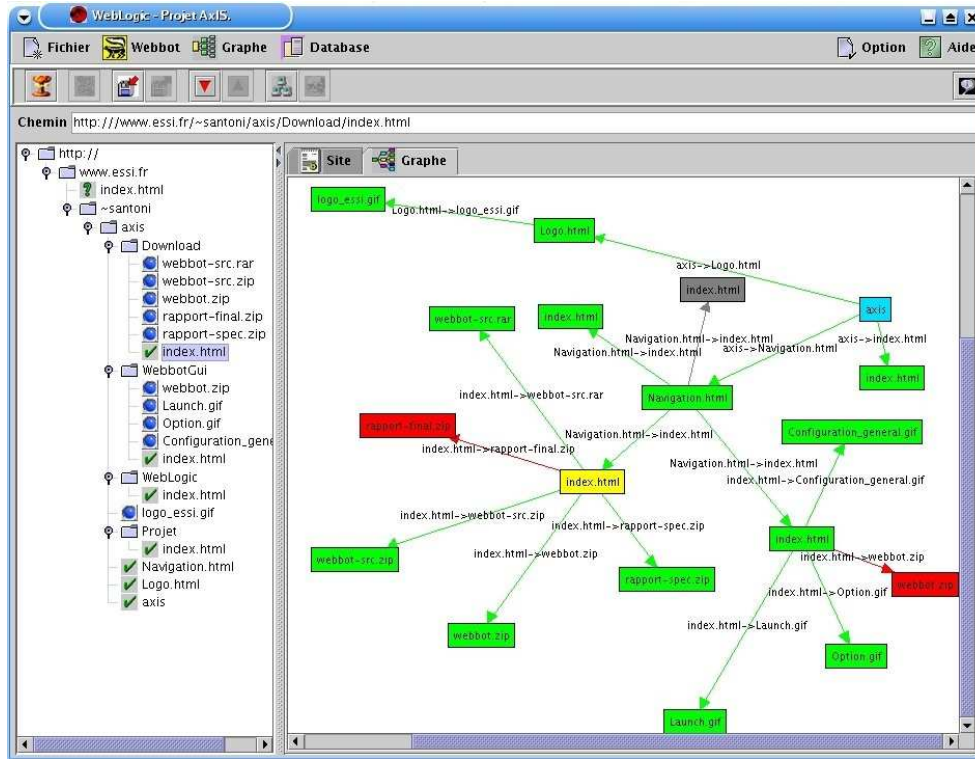 WebLogic - Projet AxIS.
Fichier Webbot Graphe Database Option Aide
Chemin http:///www.essi.fr/~santoni/axis/Download/index.html
http://
www.essi.fr
index.html
~santoni
axis
Download
webbot-src.rar
webbot-src.zip
webbot.zip
rapport-final.zip
rapport-spec.zip
index.html
WebbotGui
webbot.zip
Launch.gif
Option.gif
Configuration_gene
index.html
WebLogic
index.html
logo_essi.gif
Projet
index.html
Navigation.html
Logo.html
axis
Site Graphe
logo_essi.gif
Logo.html->logo_essi.gif
Logo.html
axis->Logo.html
index.html
axis
webbot-src.rar
index.html
Navigation.html->index.html
axis->index.html
axis->Navigation.html
Navigation.html->index.html
index.html
index.html->webbot-src.rar
Navigation.html
rapport-final.zip
Navigation.html->index.html
Configuration_general.gif
index.html->rapport-final.zip
Navigation.html->index.html
index.html
index.html->Configuration_general.gif
index.html->webbot-src.zip
index.html->rapport-spec.zip
index.html
index.html->webbot.zip
index.html->webbot.zip
webbot-src.zip
rapport-spec.zip
webbot.zip
index.html->Option.gif
webbot.zip
index.html->Launch.gif
Option.gif
Launch.gif